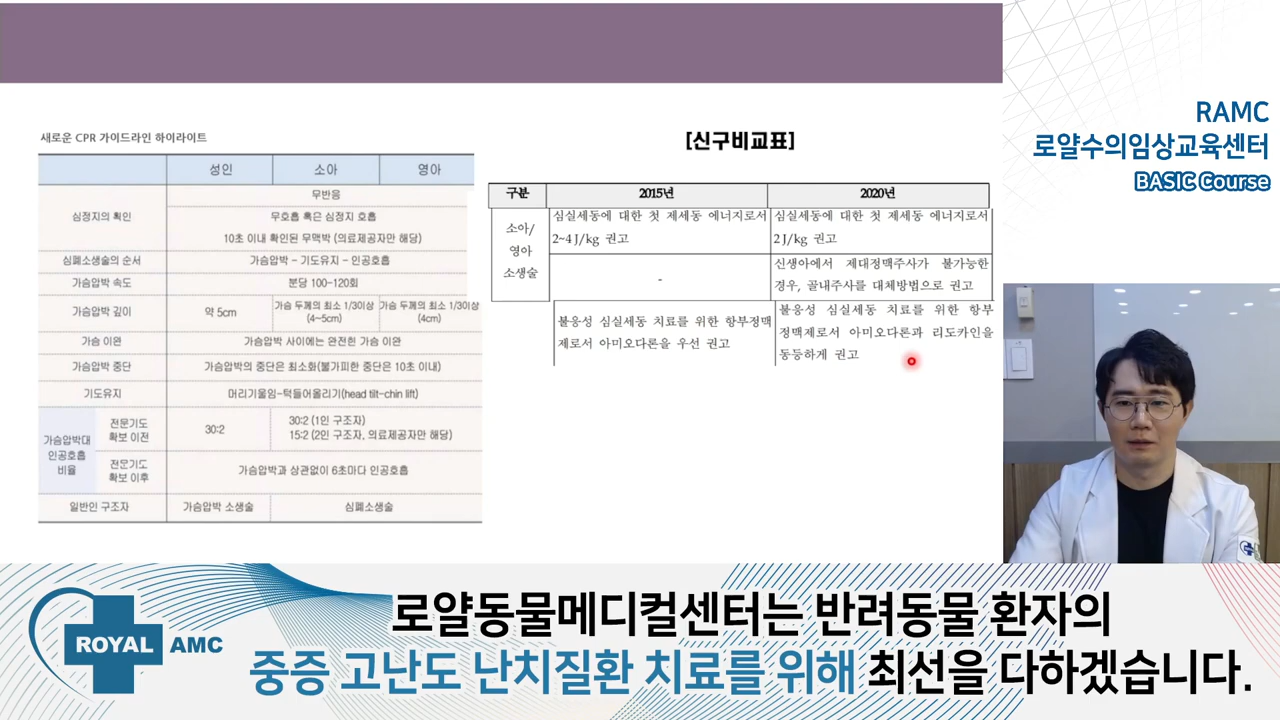 새로운 CPR 가이드라인 하이라이트
성인 소아 영아
심정지의 확인
무반응
무호흡 혹은 심정지 호흡
10초 이내 확인된 무맥박 (의료제공자만 해당)
심폐소생술의 순서 가슴압박 - 기도유지 - 인공호흡
가슴압박 속도 분당 100-120회
가슴압박 깊이 약 5cm
가슴 두께의 최소 1/3이상
(4~5cm)
가슴 두께의 최소 1/3이상
(4cm)
가슴 이완 가슴압박 사이에는 완전한 가슴 이완
가슴압박 중단 가슴압박의 중단은 최소화(불가피한 중단은 10초 이내)
기도유지 머리기울임-턱들어올리기(head tilt-chin lift)
가슴압박대
인공호흡
비율
전문기도
확보 이전
30:2
30:2 (1인 구조자)
15:2 (2인 구조자, 의료제공자만 해당)
전문기도
확보 이후
가슴압박과 상관없이 6초마다 인공호흡
일반인 구조자 가슴압박 소생술 심폐소생술
[신구비교표]
구분 2015년 2020년
소아/
영아
소생술
심실세동에 대한 첫 제세동 에너지로서
2~4 J/kg 권고
심실세동에 대한 첫 제세동 에너지로서
2 J/kg 권고
-
신생아에서 제대정맥주사가 불가능한
경우, 골내주사를 대체방법으로 권고
불응성 심실세동 치료를 위한 항부정맥
제로서 아미오다론을 우선 권고
불응성 심실세동 치료를 위한 항부
정맥제로서 아미오다론과 리도카인을
동등하게 권고
RAMC
로얄수의임상교육센터
BASIC Course
ROYAL AMC
로얄동물메디컬센터는 반려동물 환자의
중증 고난도 난치질환 치료를 위해 최선을 다하겠습니다.